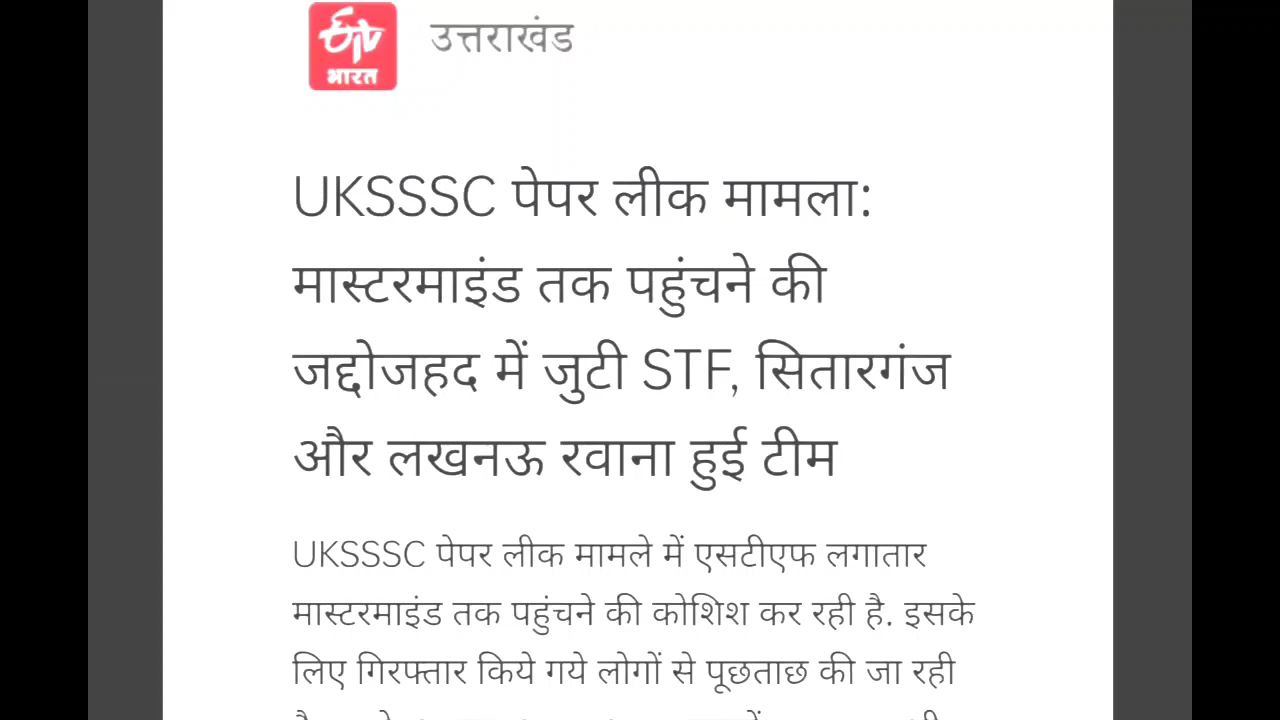 ETV
भारत
उत्तराखंड
UKSSSC पेपर लीक मामला:
मास्टरमाइंड तक पहुंचने की
जद्दोजहद में जुटी STF, सितारगंज
और लखनऊ रवाना हुई टीम
UKSSSC पेपर लीक मामले में एसटीएफ लगातार
मास्टरमाइंड तक पहुंचने की कोशिश कर रही है. इसके
लिए गिरफ्तार किये गये लोगों से पूछताछ की जा रही